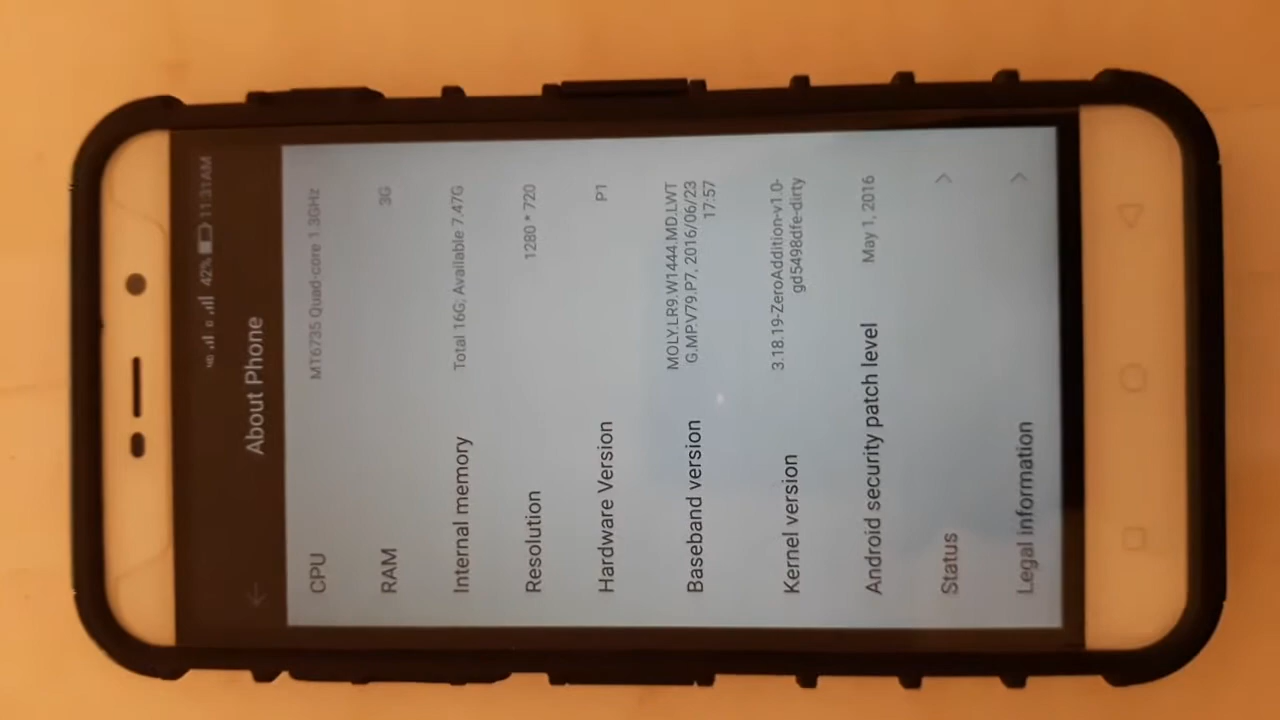 4G 42% 11:31AM
About Phone
CPU MT6735 Quad-core 1.3GHz
RAM 3G
Internal memory Total 16G, Available 7.47G
Resolution 1280 * 720
Hardware Version P1
Baseband version MOLY.LR9.W1444.MD.LWT
G.MP.V79.P7, 2016/06/23
17:57
Kernel version 3.18.19-ZeroAddition-v1.0-
gd5498dfe-dirty
Android security patch level May 1, 2016
Status
Legal information